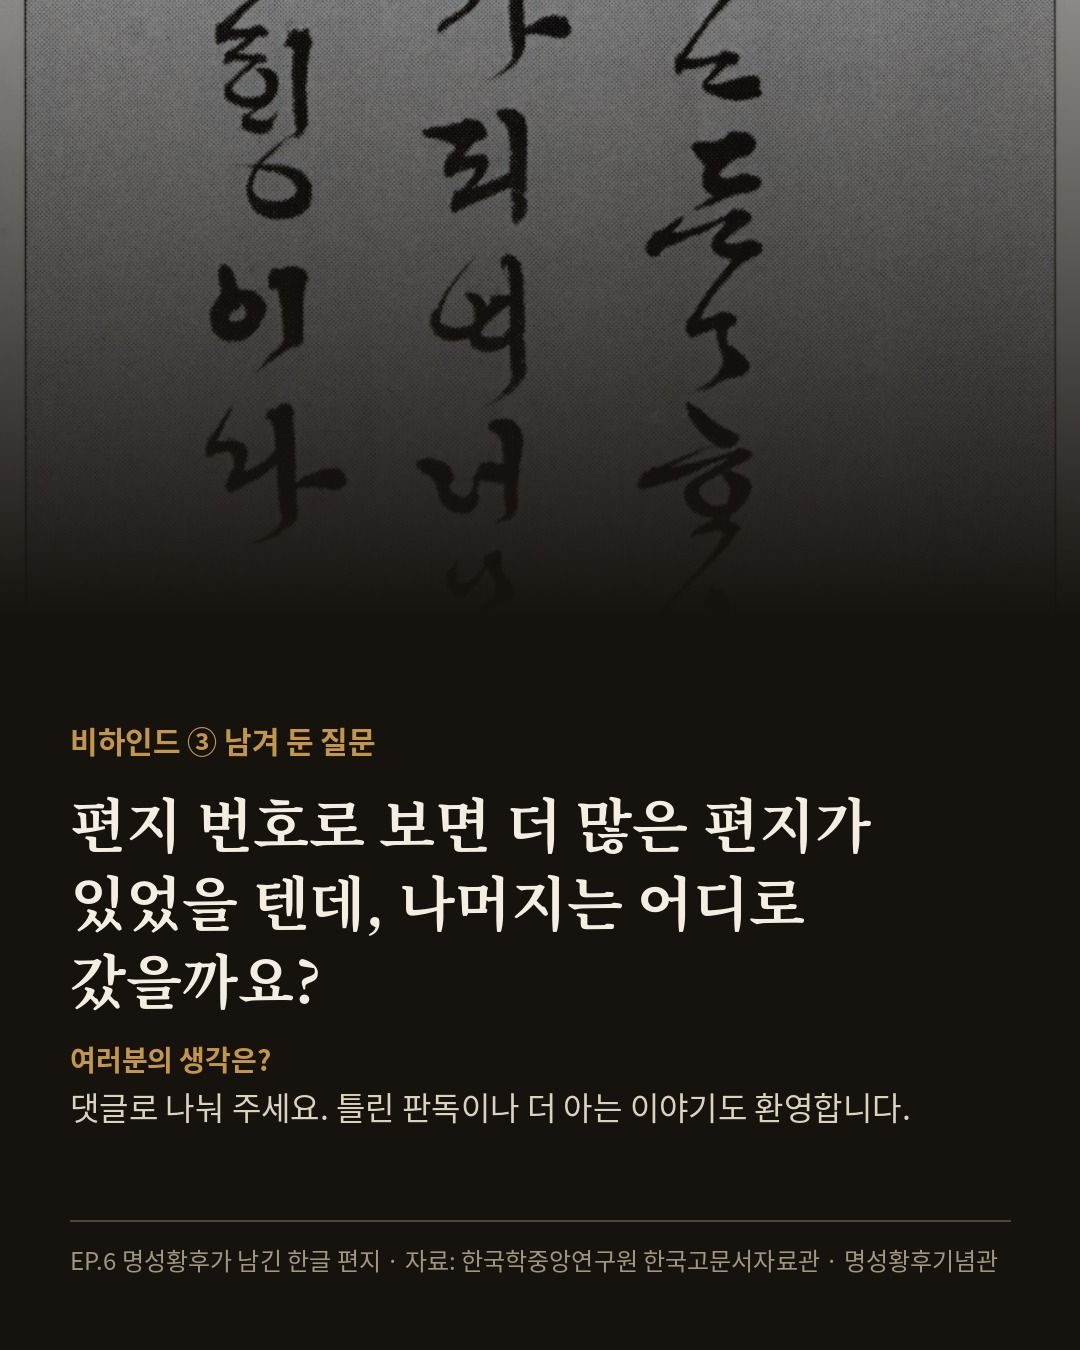 되여
이라
비하인드 ③ 남겨 둔 질문
편지 번호로 보면 더 많은 편지가
있었을 텐데, 나머지는 어디로
갔을까요?
여러분의 생각은?
댓글로 나눠 주세요. 틀린 판독이나 더 아는 이야기도 환영합니다.
EP.6 명성황후가 남긴 한글 편지 · 자료: 한국학중앙연구원 한국고문서자료관 · 명성황후기념관